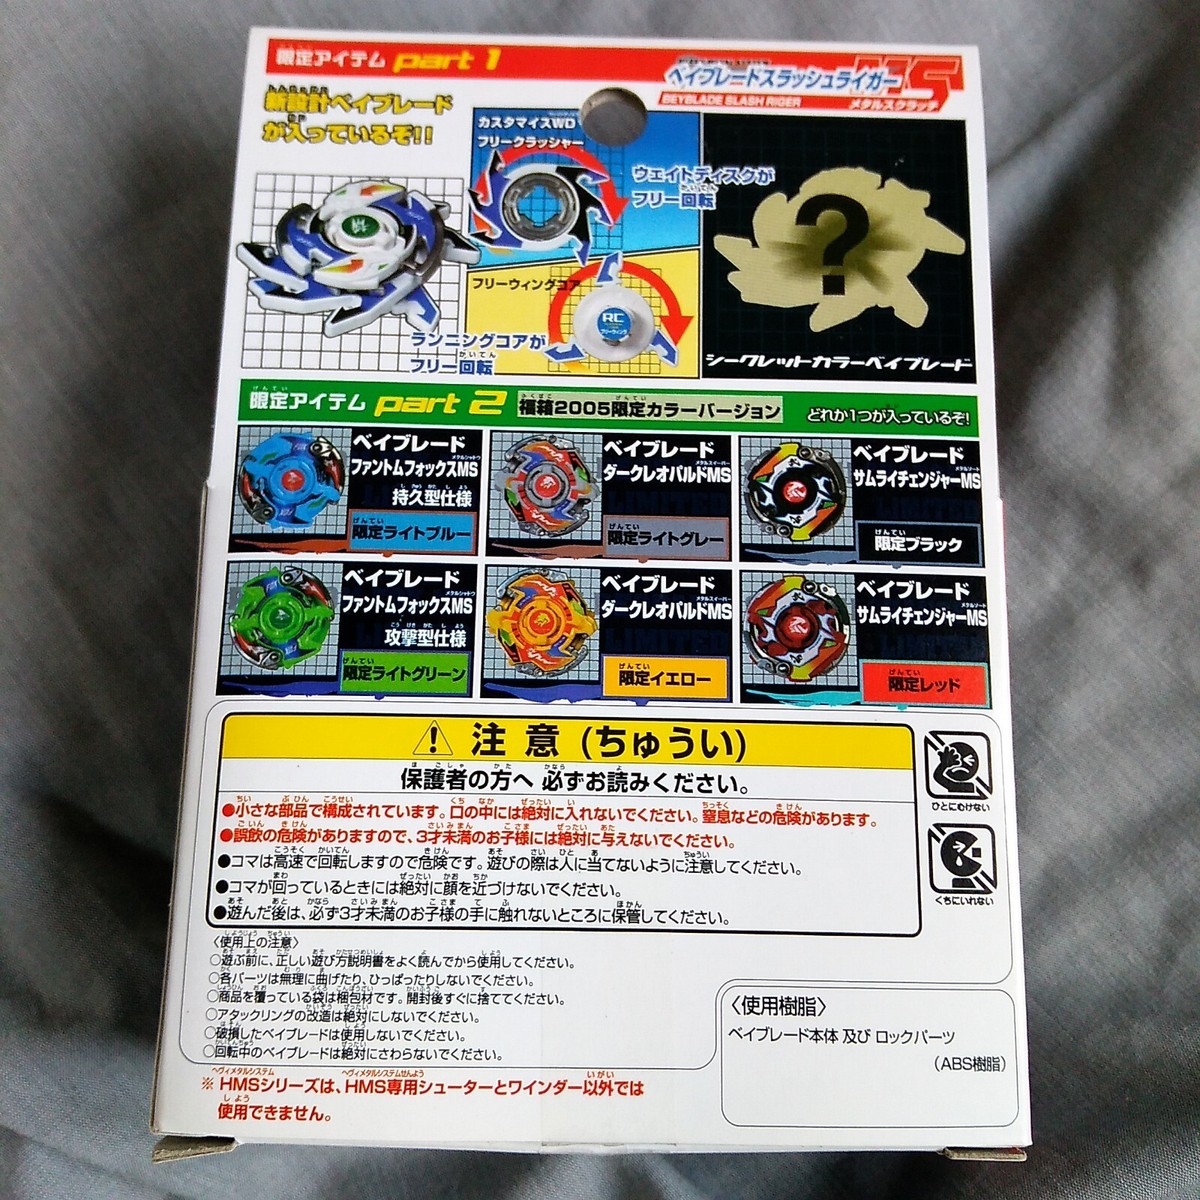 限定アイテム part 1
ベイブレードスラッシュライガーMS
BEYBLADE SLASH RIGER
メタルスクラッチ
新設計ベイブレード
が入っているぞ!!
カスタマイズWD
フリークラッシャー
ウェイトディスクが
フリー回転
フリーウィングコア
RC
フリーウィング
ランニングコアが
フリー回転
?
シークレットカラーベイブレード
限定アイテム part 2 福箱2005限定カラーバージョン どれか1つが入っているぞ!
ベイブレード
ファントムフォックスMS
持久型仕様
限定ライトブルー
ベイブレード
ダークレオパルドMS
限定ライトグレー
ベイブレード
サムライチェンジャーMS
限定ブラック
ベイブレード
ファントムフォックスMS
攻撃型仕様
限定ライトグリーン
ベイブレード
ダークレオパルドMS
限定イエロー
ベイブレード
サムライチェンジャーMS
限定レッド
注意(ちゅうい)
保護者の方へ 必ずお読みください。
●小さな部品で構成されています。口の中には絶対に入れないでください。窒息などの危険があります。
●誤飲の危険がありますので、3才未満のお子様には絶対に与えないでください。
●コマは高速で回転しますので危険です。遊びの際は人に当てないように注意してください。
●コマが回っているときには絶対に顔を近づけないでください。
●遊んだ後は、必ず3才未満のお子様の手に触れないところに保管してください。
ひとにむけない
くちにいれない
〈使用上の注意〉
○遊ぶ前に、正しい遊び方説明書をよく読んでから使用してください。
○各パーツは無理に曲げたり、ひっぱったりしないでください。
○商品を覆っている袋は梱包材です。開封後すぐに捨ててください。
○アタックリングの改造は絶対にしないでください。
○破損したベイブレードは使用しないでください。
○回転中のベイブレードは絶対にさわらないでください。
※HMSシリーズは、HMS専用シューターとワインダー以外では
使用できません。
〈使用樹脂〉
ベイブレード本体 及び ロックパーツ
(ABS樹脂)